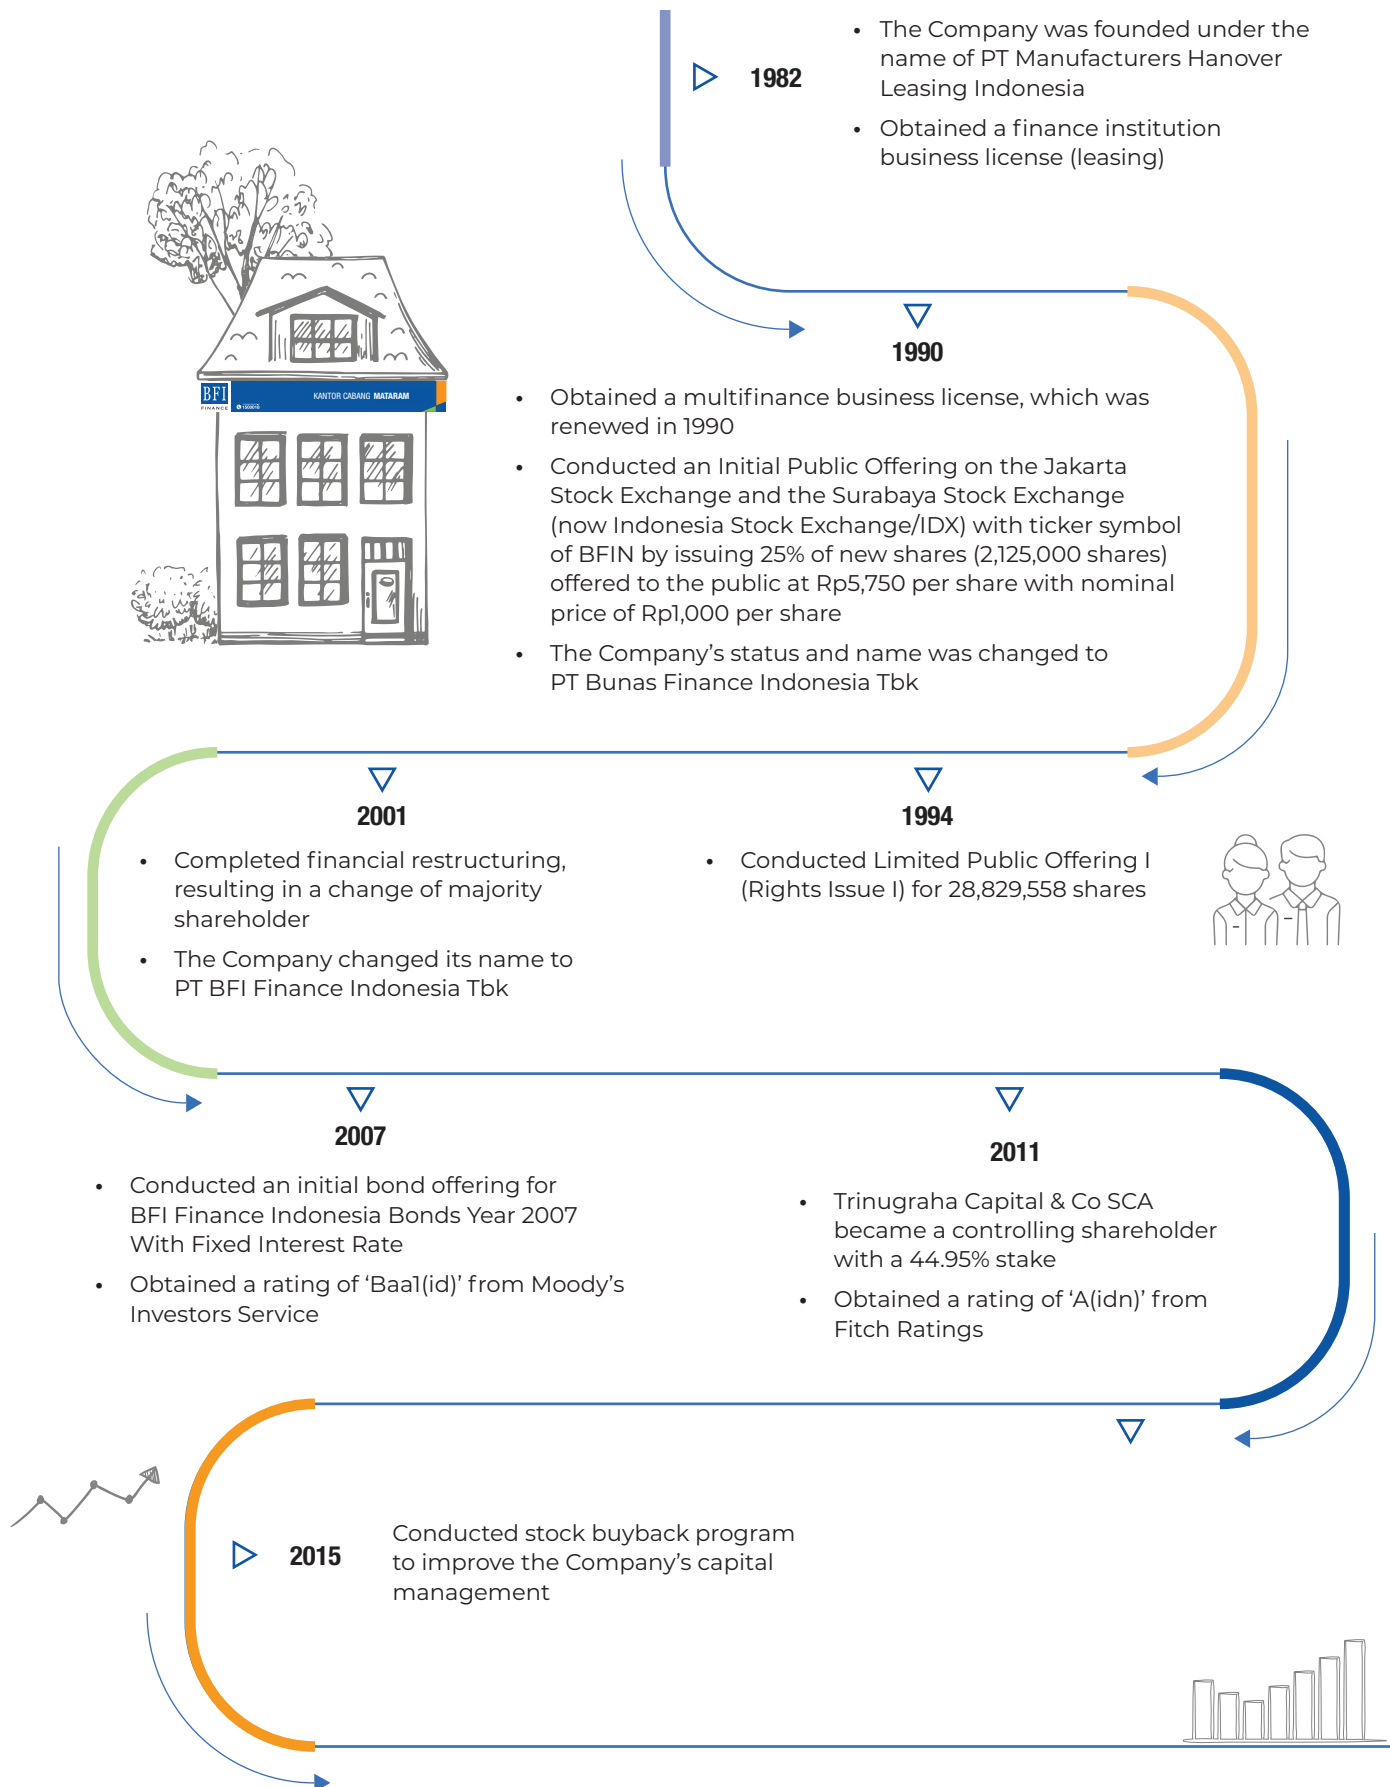 1982
• The Company was founded under the
name of PT Manufacturers Hanover
Leasing Indonesia
• Obtained a finance institution
business license (leasing)
BFI
FINANCE
1500018
KANTOR CABANG MATARAM
1990
• Obtained a multifinance business license, which was
renewed in 1990
• Conducted an Initial Public Offering on the Jakarta
Stock Exchange and the Surabaya Stock Exchange
(now Indonesia Stock Exchange/IDX) with ticker symbol
of BFIN by issuing 25% of new shares (2,125,000 shares)
offered to the public at Rp5,750 per share with nominal
price of Rp1,000 per share
• The Company’s status and name was changed to
PT Bunas Finance Indonesia Tbk
1994
• Conducted Limited Public Offering I
(Rights Issue I) for 28,829,558 shares
2001
• Completed financial restructuring,
resulting in a change of majority
shareholder
• The Company changed its name to
PT BFI Finance Indonesia Tbk
2007
• Conducted an initial bond offering for
BFI Finance Indonesia Bonds Year 2007
With Fixed Interest Rate
• Obtained a rating of ‘Baa1(id)’ from Moody’s
Investors Service
2011
• Trinugraha Capital & Co SCA
became a controlling shareholder
with a 44.95% stake
• Obtained a rating of ‘A(idn)’ from
Fitch Ratings
2015
Conducted stock buyback program
to improve the Company’s capital
management